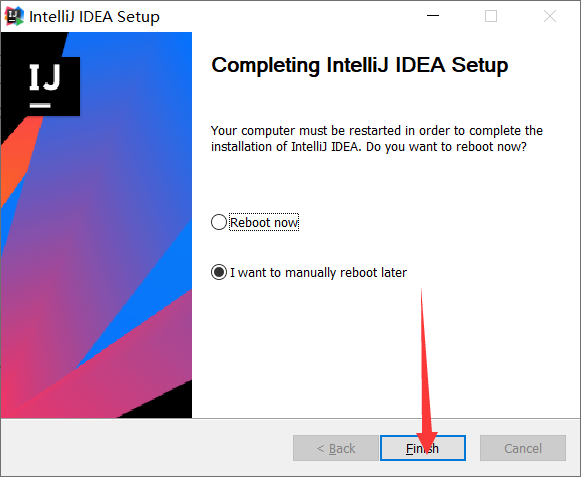 IntelliJ IDEA Setup
IJ
Completing IntelliJ IDEA Setup
Your computer must be restarted in order to complete the
installation of IntelliJ IDEA. Do you want to reboot now?
Reboot now
I want to manually reboot later
< Back
Finish
Cancel